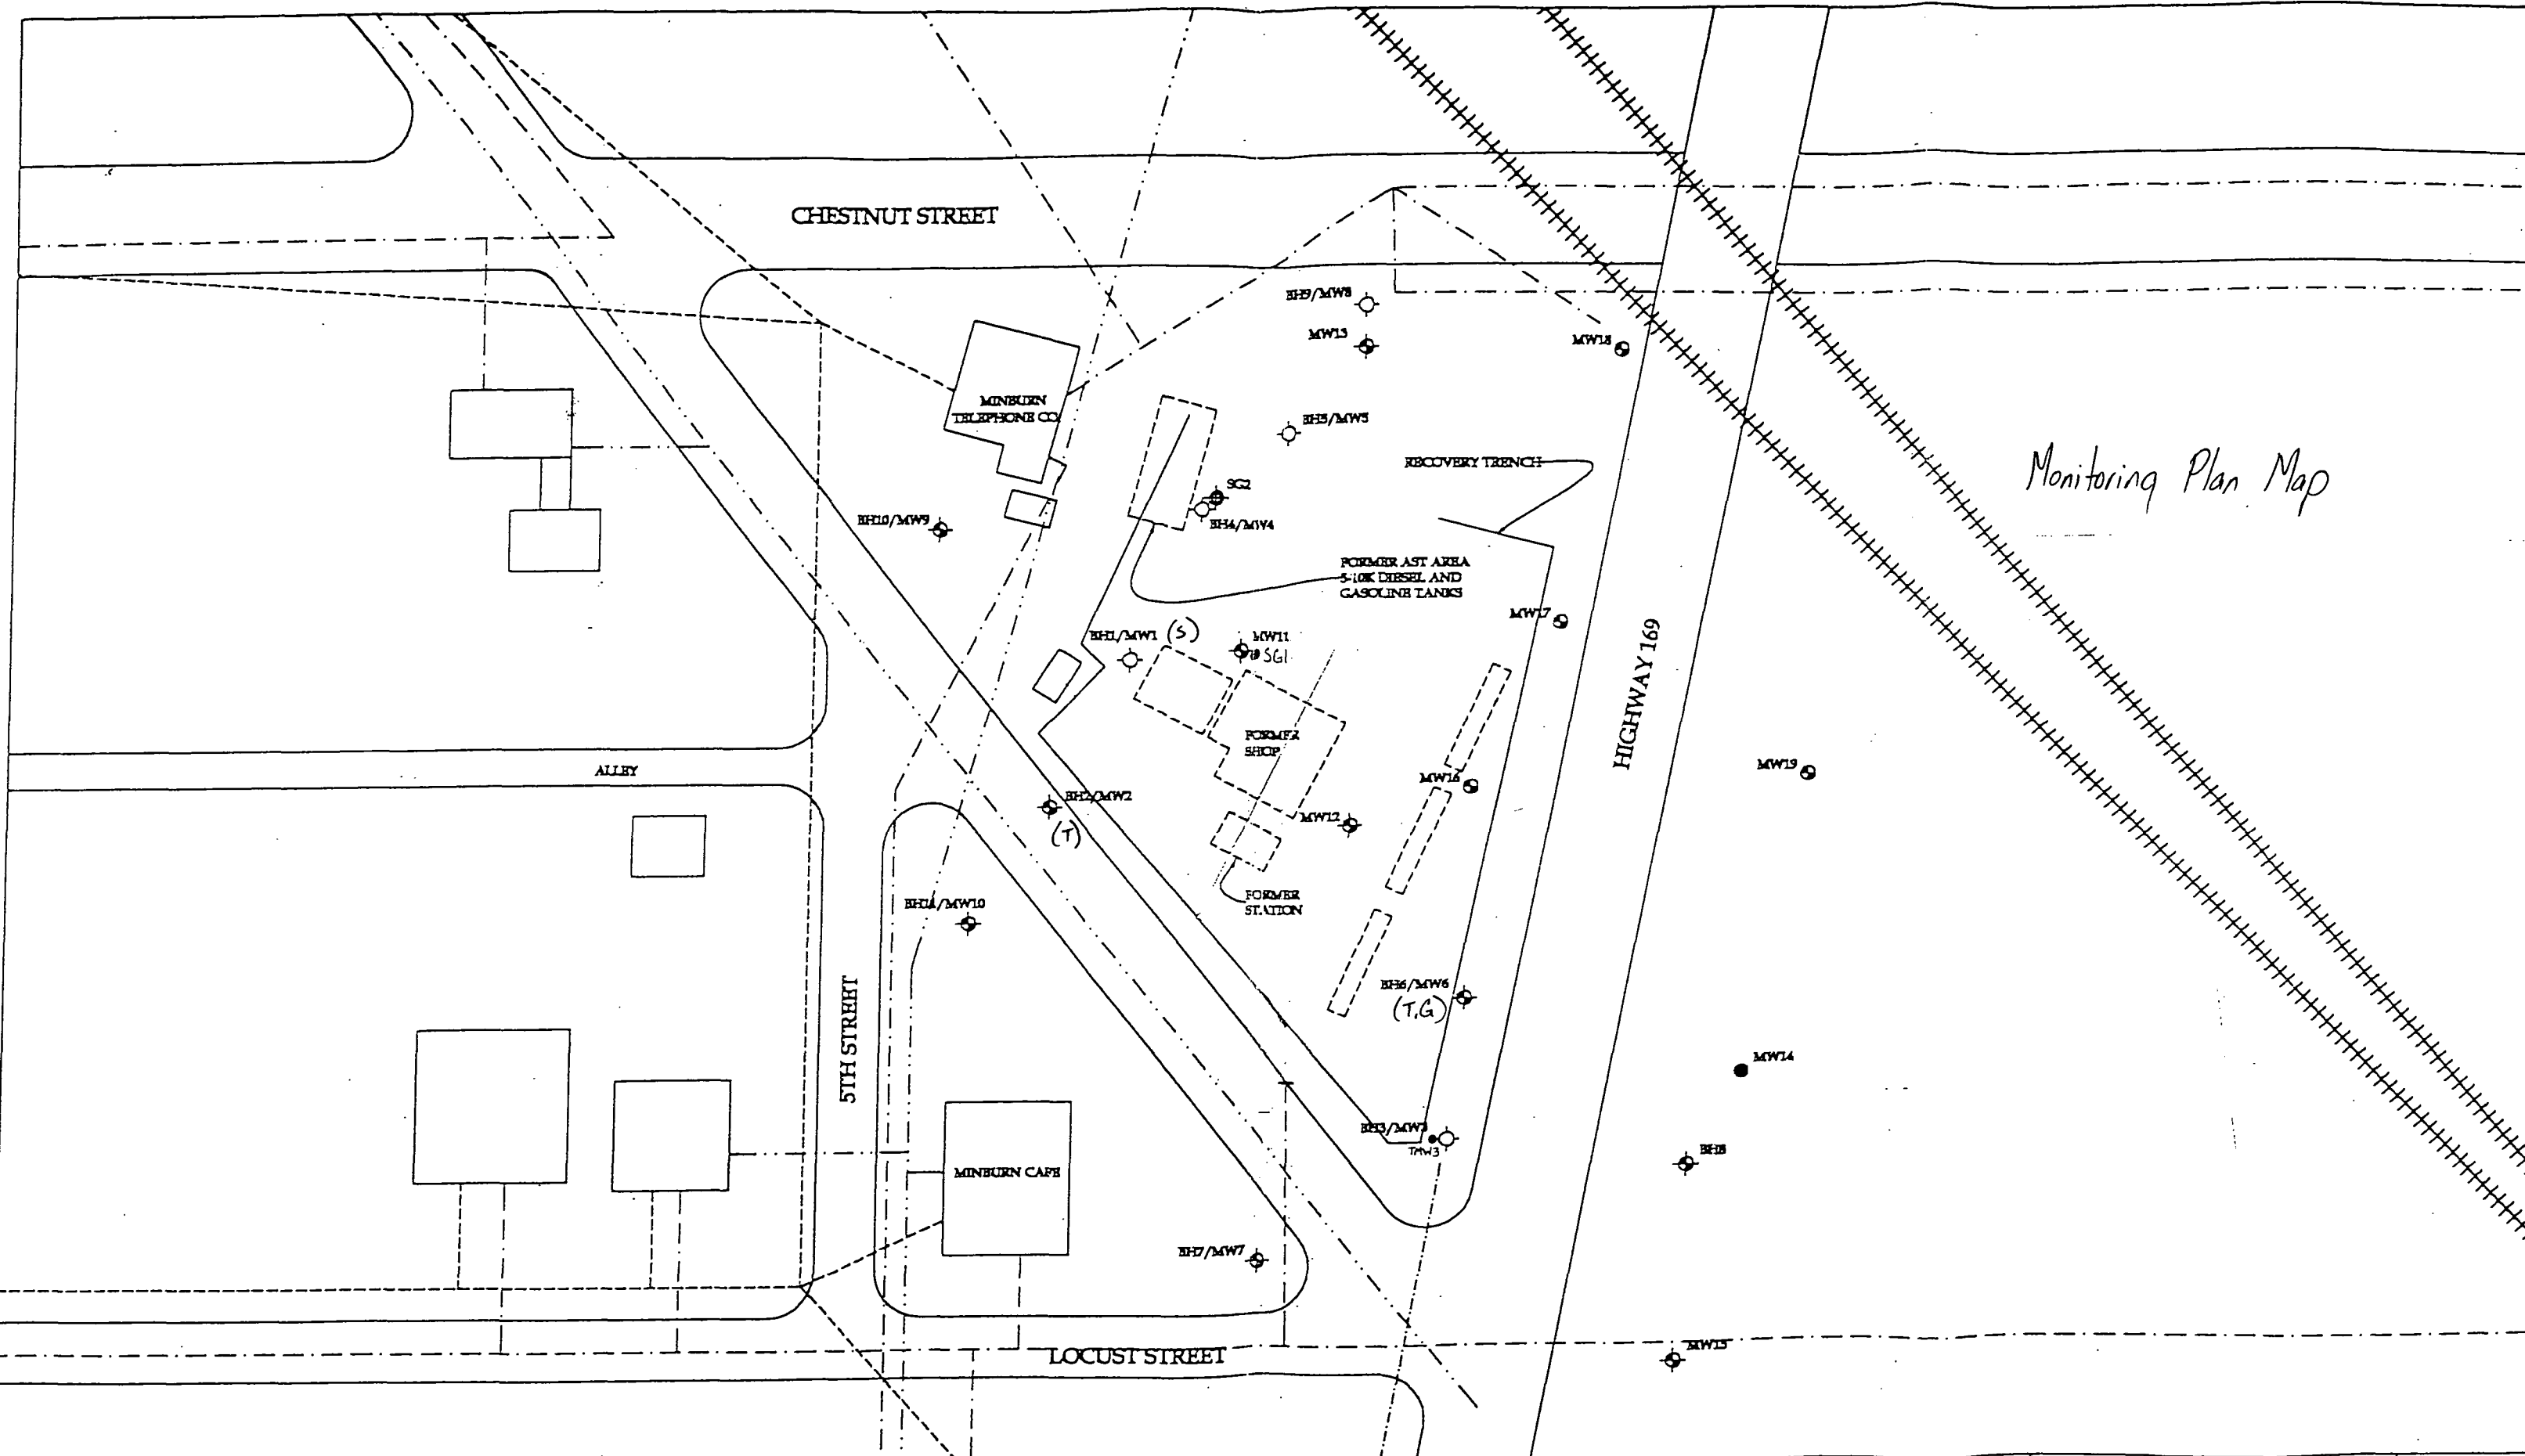 CHESTNUT STREET
BH9/MW8
MW13
MW18
MINBURN
TELEPHONE CO.
BH5/MW5
RECOVERY TRENCH
Monitoring Plan Map
SG2
BH4/MW4
BH10/MW9
FORMER AST AREA
5-10K DIESEL AND
GASOLINE TANKS
MW17
BH1/MW1 (S)
MW11
SG1
HIGHWAY 169
FORMER
SHOP
ALLEY
MW16
MW19
BH2/MW2
(T)
MW12
FORMER
STATION
BH11/MW10
5TH STREET
BH6/MW6
(T,G)
MW14
BH3/MW3
TMW3
BH8
MINBURN CAFE
BH7/MW7
MW15
LOCUST STREET